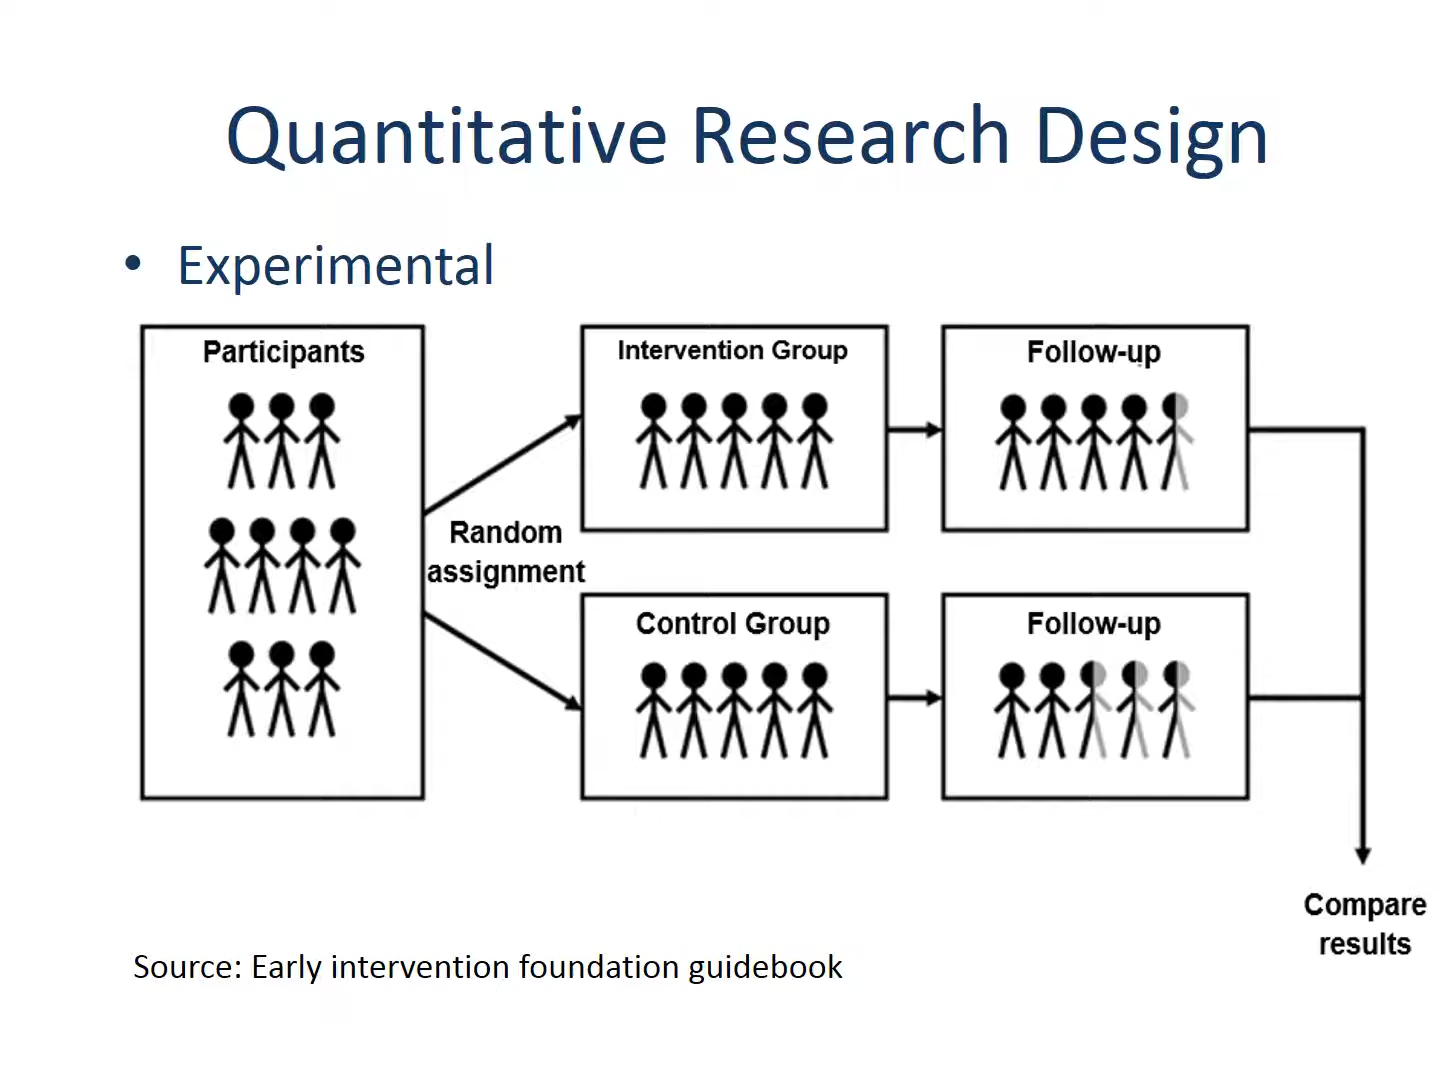 Quantitative Research Design
• Experimental
Participants
Intervention Group
Follow-up
Random
assignment
Control Group
Follow-up
Compare
results
Source: Early intervention foundation guidebook